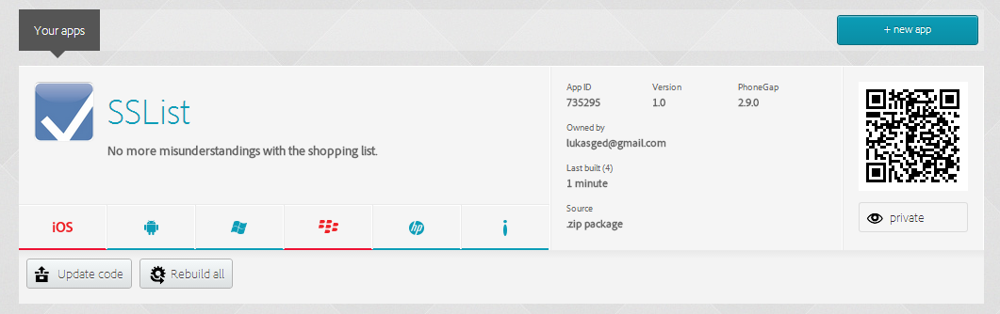 Your apps
+ new app
SSList
No more misunderstandings with the shopping list.
App ID
Version
PhoneGap
735295
1.0
2.9.0
Owned by
lukasged@gmail.com
Last built (4)
1 minute
Source
.zip package
private
iOS
hp
Update code
Rebuild all